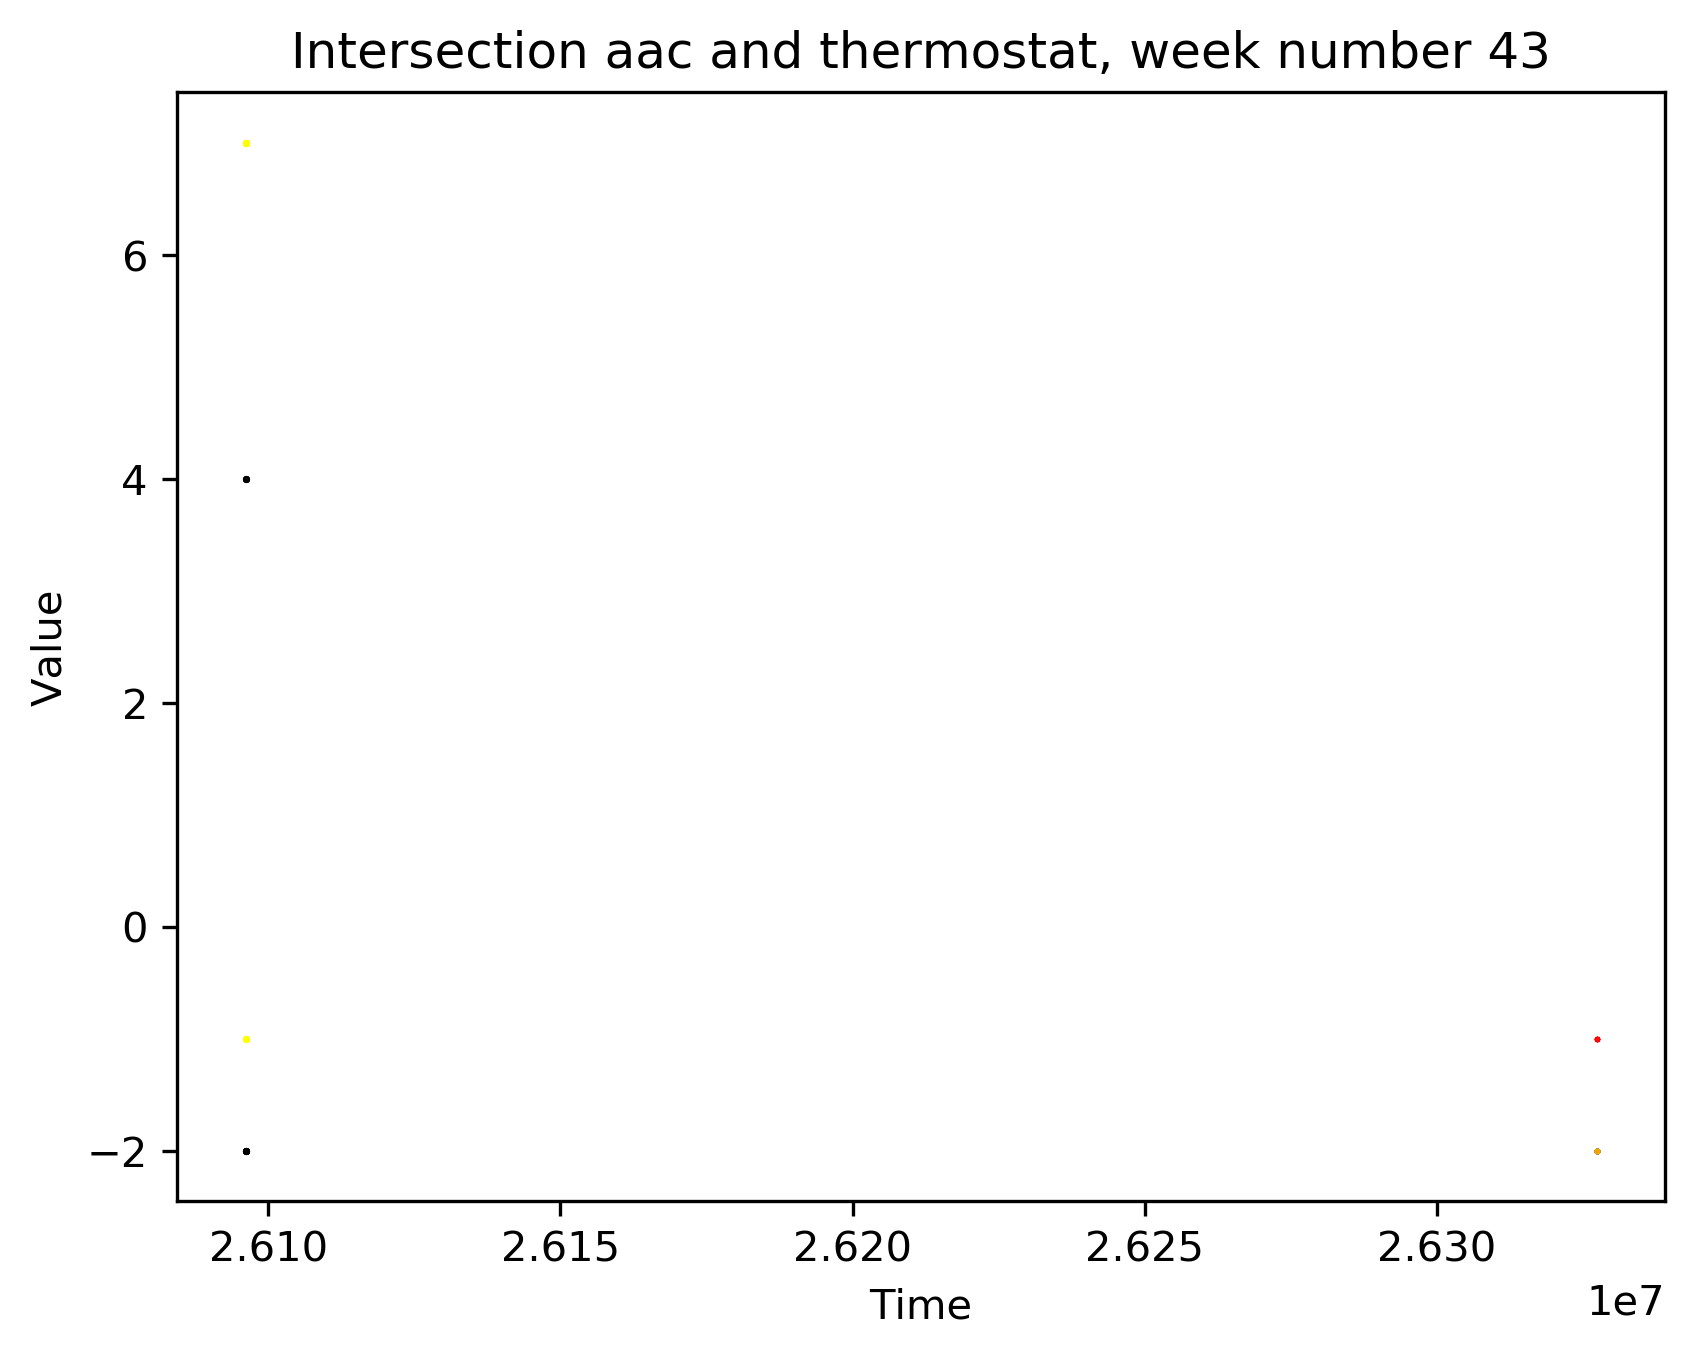 Intersection aac and thermostat, week number 43
6
4
2
0
−2
Value
2.610 2.615 2.620 2.625 2.630
Time
1e7